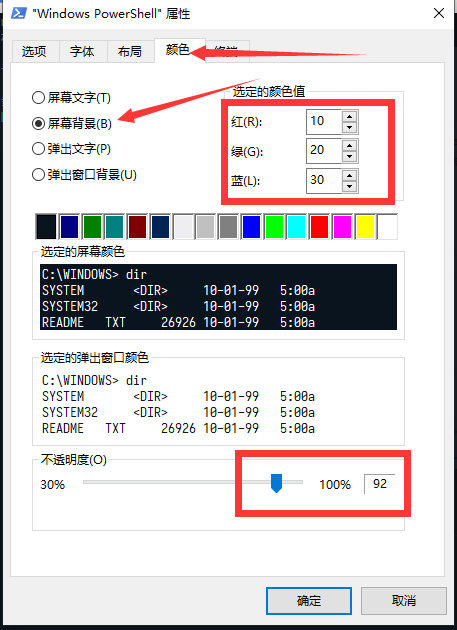 "Windows PowerShell" 属性
选项 字体 布局 颜色 终端
屏幕文字(T)
屏幕背景(B)
弹出文字(P)
弹出窗口背景(U)
选定的颜色值
红(R): 10
绿(G): 20
蓝(L): 30
选定的屏幕颜色
C:\WINDOWS> dir
SYSTEM <DIR> 10-01-99 5:00a
SYSTEM32 <DIR> 10-01-99 5:00a
README TXT 26926 10-01-99 5:00a
选定的弹出窗口颜色
C:\WINDOWS> dir
SYSTEM <DIR> 10-01-99 5:00a
SYSTEM32 <DIR> 10-01-99 5:00a
README TXT 26926 10-01-99 5:00a
不透明度(O)
30% 100% 92
确定 取消